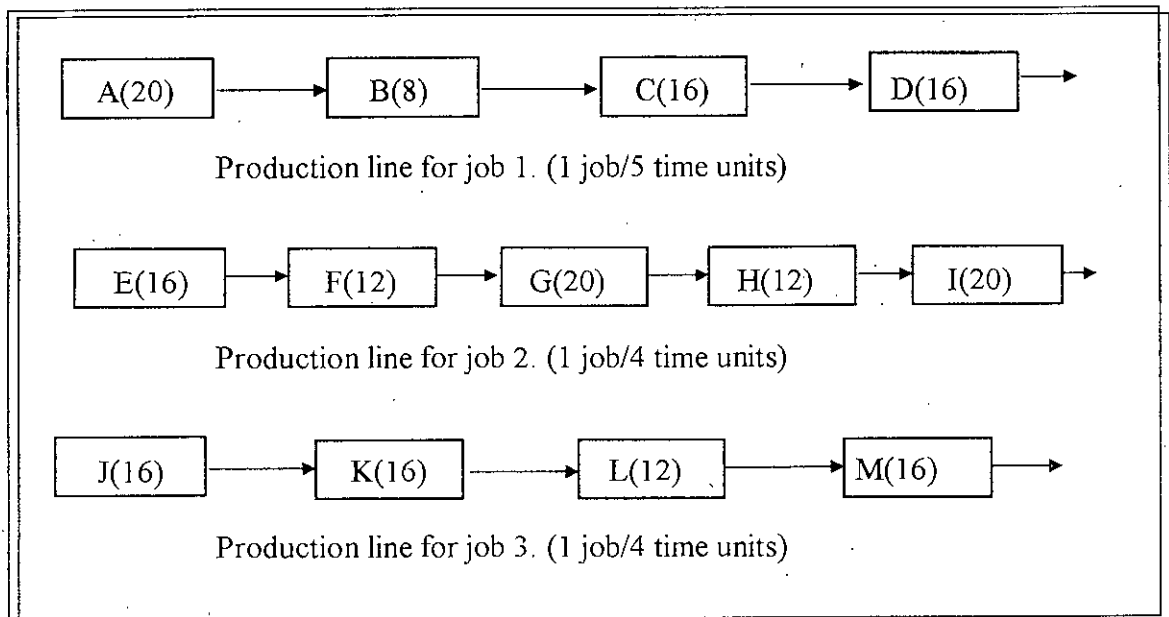 A(20) B(8) C(16) D(16)
Production line for job 1. (1 job/5 time units)
E(16) F(12) G(20) H(12) I(20)
Production line for job 2. (1 job/4 time units)
J(16) K(16) L(12) M(16)
Production line for job 3. (1 job/4 time units)